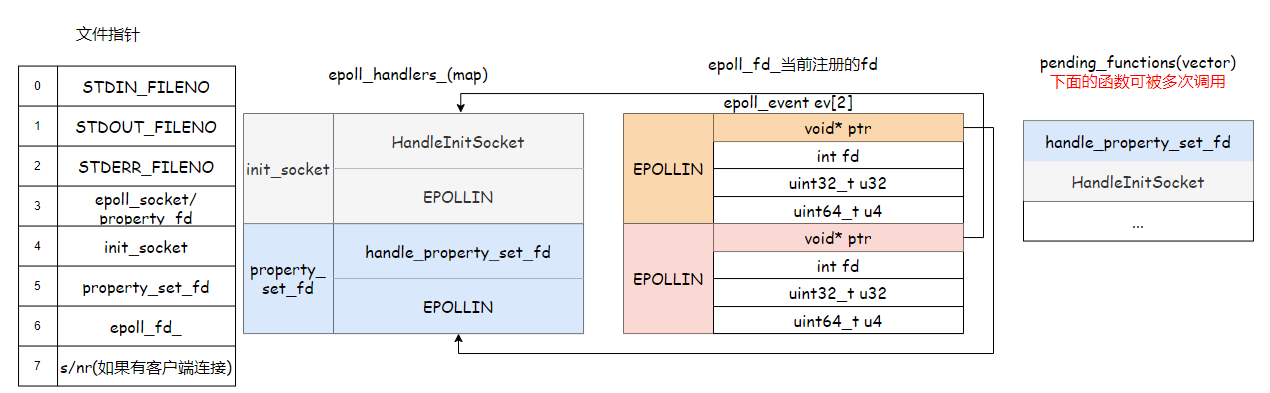 文件指针
0
STDIN_FILENO
1
STDOUT_FILENO
2
STDERR_FILENO
3
epoll_socket/
property_fd
4
init_socket
5
property_set_fd
6
epoll_fd_
7
s/nr(如果有客户端连接)
epoll_handlers_(map)
init_socket
HandleInitSocket
EPOLLIN
property_
set_fd
handle_property_set_fd
EPOLLIN
epoll_fd_当前注册的fd
epoll_event ev[2]
EPOLLIN
void* ptr
int fd
uint32_t u32
uint64_t u4
EPOLLIN
void* ptr
int fd
uint32_t u32
uint64_t u4
pending_functions(vector)
下面的函数可被多次调用
handle_property_set_fd
HandleInitSocket
...